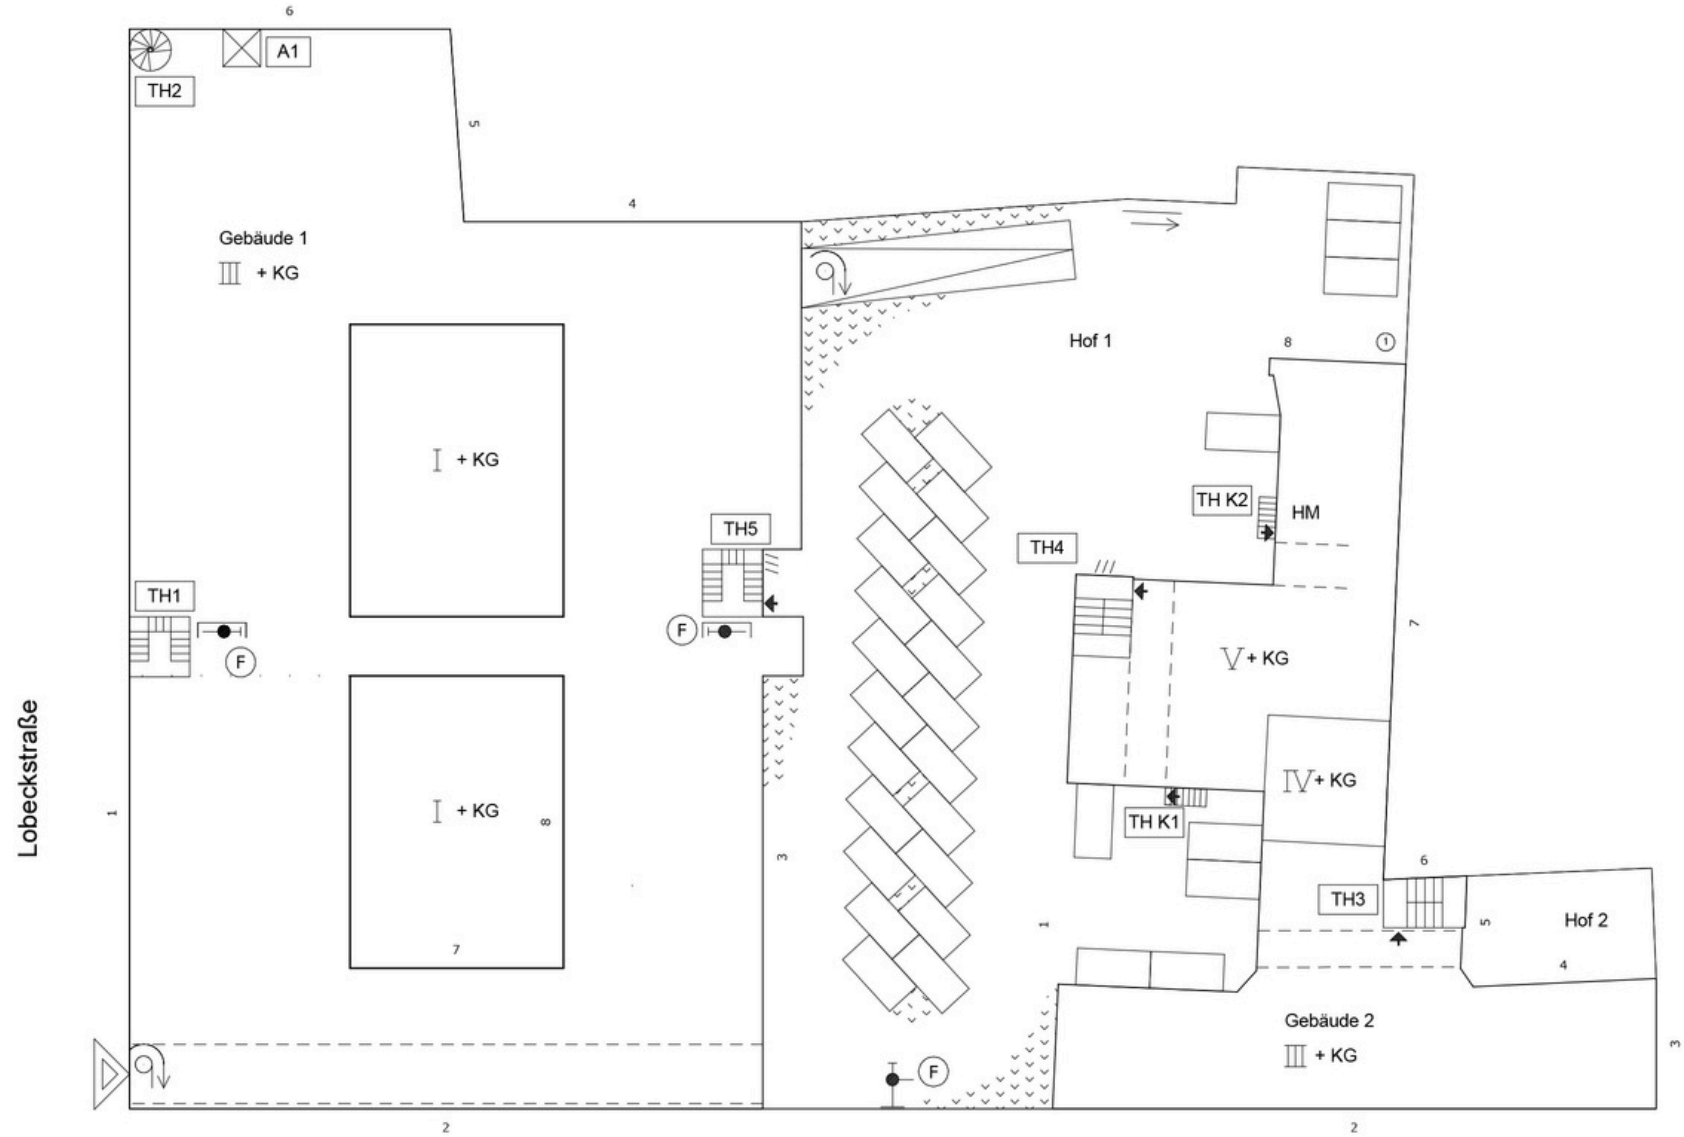 6
A1
TH2
5
4
Gebäude 1
III + KG
Hof 1
8
1
I + KG
TH K2
HM
TH5
TH4
TH1
F
F
7
V + KG
Lobeckstraße
IV + KG
1
I + KG
8
TH K1
3
6
TH3
5
Hof 2
1
7
4
Gebäude 2
III + KG
3
F
2
2